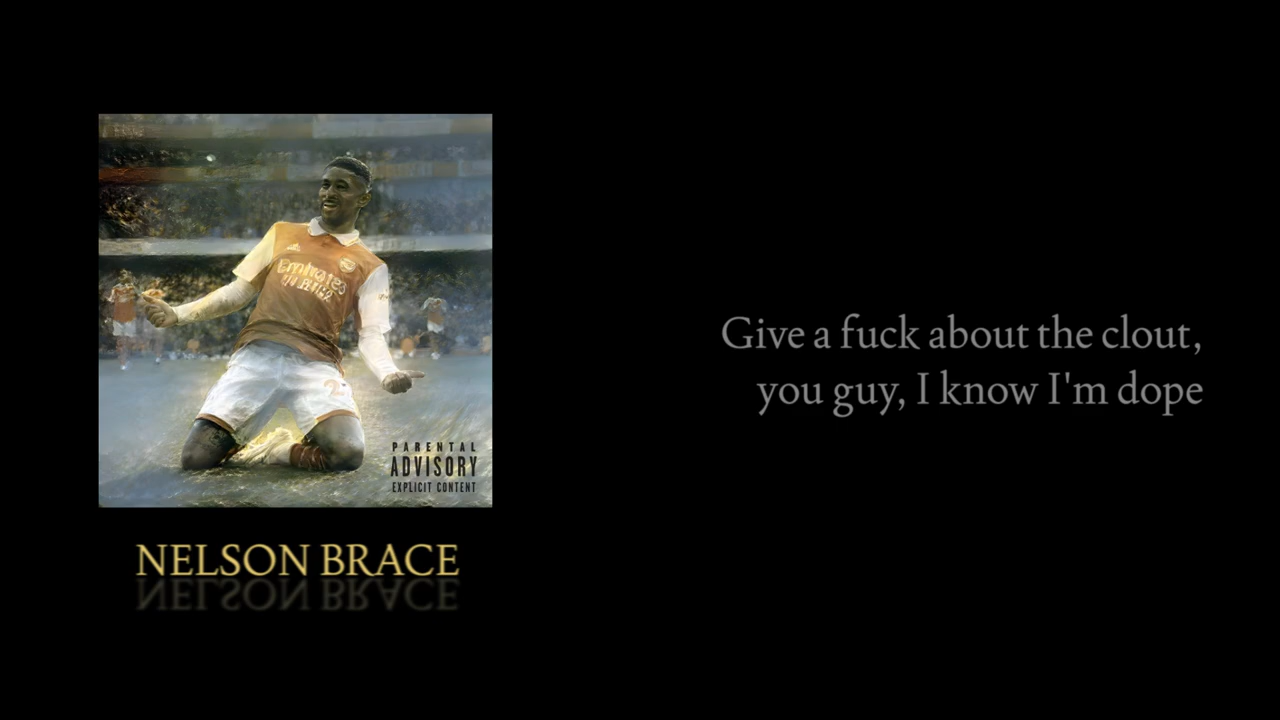 Emirates
PARENTAL
ADVISORY
EXPLICIT CONTENT
NELSON BRACE
Give a fuck about the clout,
you guy, I know I'm dope